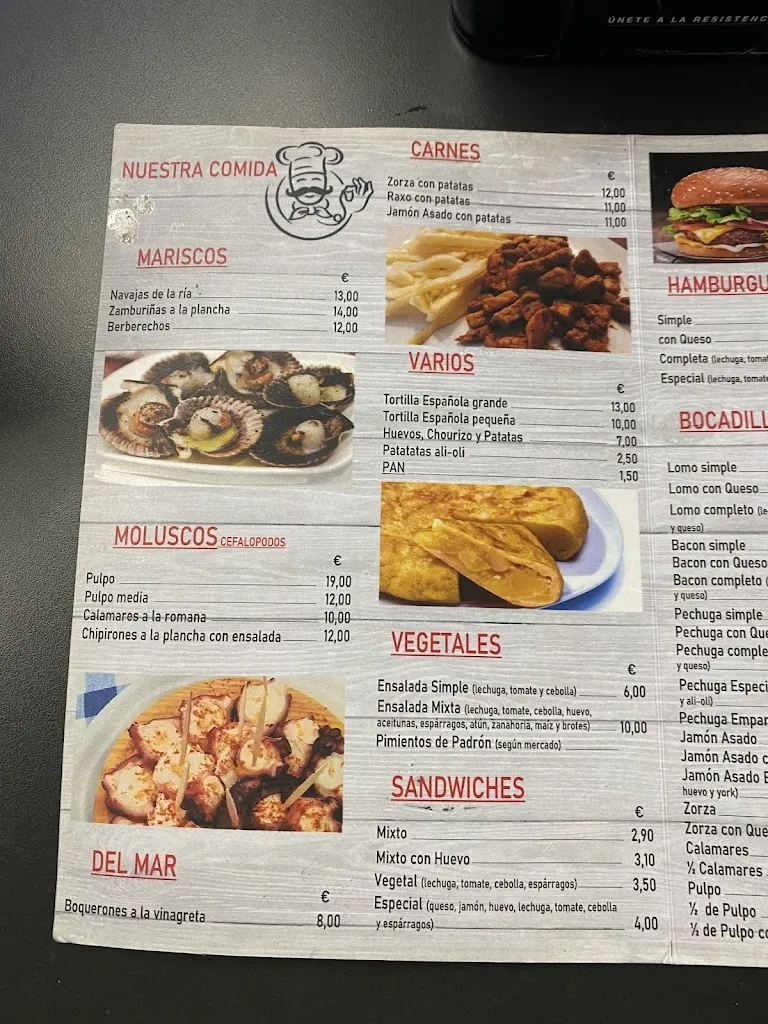 ÚNETE A LA RESISTENC
NUESTRA COMIDA
MARISCOS
€
Navajas de la ría 13,00
Zamburiñas a la plancha 14,00
Berberechos 12,00
MOLUSCOS CEFALOPODOS
€
Pulpo 19,00
Pulpo media 12,00
Calamares a la romana 10,00
Chipirones a la plancha con ensalada 12,00
DEL MAR
€
Boquerones a la vinagreta 8,00
CARNES
€
Zorza con patatas 12,00
Raxo con patatas 11,00
Jamón Asado con patatas 11,00
VARIOS
€
Tortilla Española grande 13,00
Tortilla Española pequeña 10,00
Huevos, Chourizo y Patatas 7,00
Patatatas ali-oli 2,50
PAN 1,50
VEGETALES
€
Ensalada Simple (lechuga, tomate y cebolla) 6,00
Ensalada Mixta (lechuga, tomate, cebolla, huevo,
aceitunas, espárragos, atún, zanahoria, maíz y brotes) 10,00
Pimientos de Padrón (según mercado)
SANDWICHES
€
Mixto 2,90
Mixto con Huevo 3,10
Vegetal (lechuga, tomate, cebolla, espárragos) 3,50
Especial (queso, jamón, huevo, lechuga, tomate, cebolla
y espárragos) 4,00
HAMBURGU
Simple
con Queso
Completa (lechuga, tomat
Especial (lechuga, tomate
BOCADILL
Lomo simple
Lomo con Queso
Lomo completo (le
y queso)
Bacon simple
Bacon con Queso
Bacon completo (
y queso)
Pechuga simple
Pechuga con Que
Pechuga comple
y queso)
Pechuga Especi
y ali-oli)
Pechuga Empar
Jamón Asado
Jamón Asado c
Jamón Asado E
huevo y york)
Zorza
Zorza con Que
Calamares
½ Calamares
Pulpo
½ de Pulpo
½ de Pulpo co